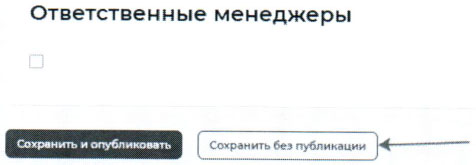 Ответственные менеджеры
Сохранить и опубликовать Сохранить без публикации